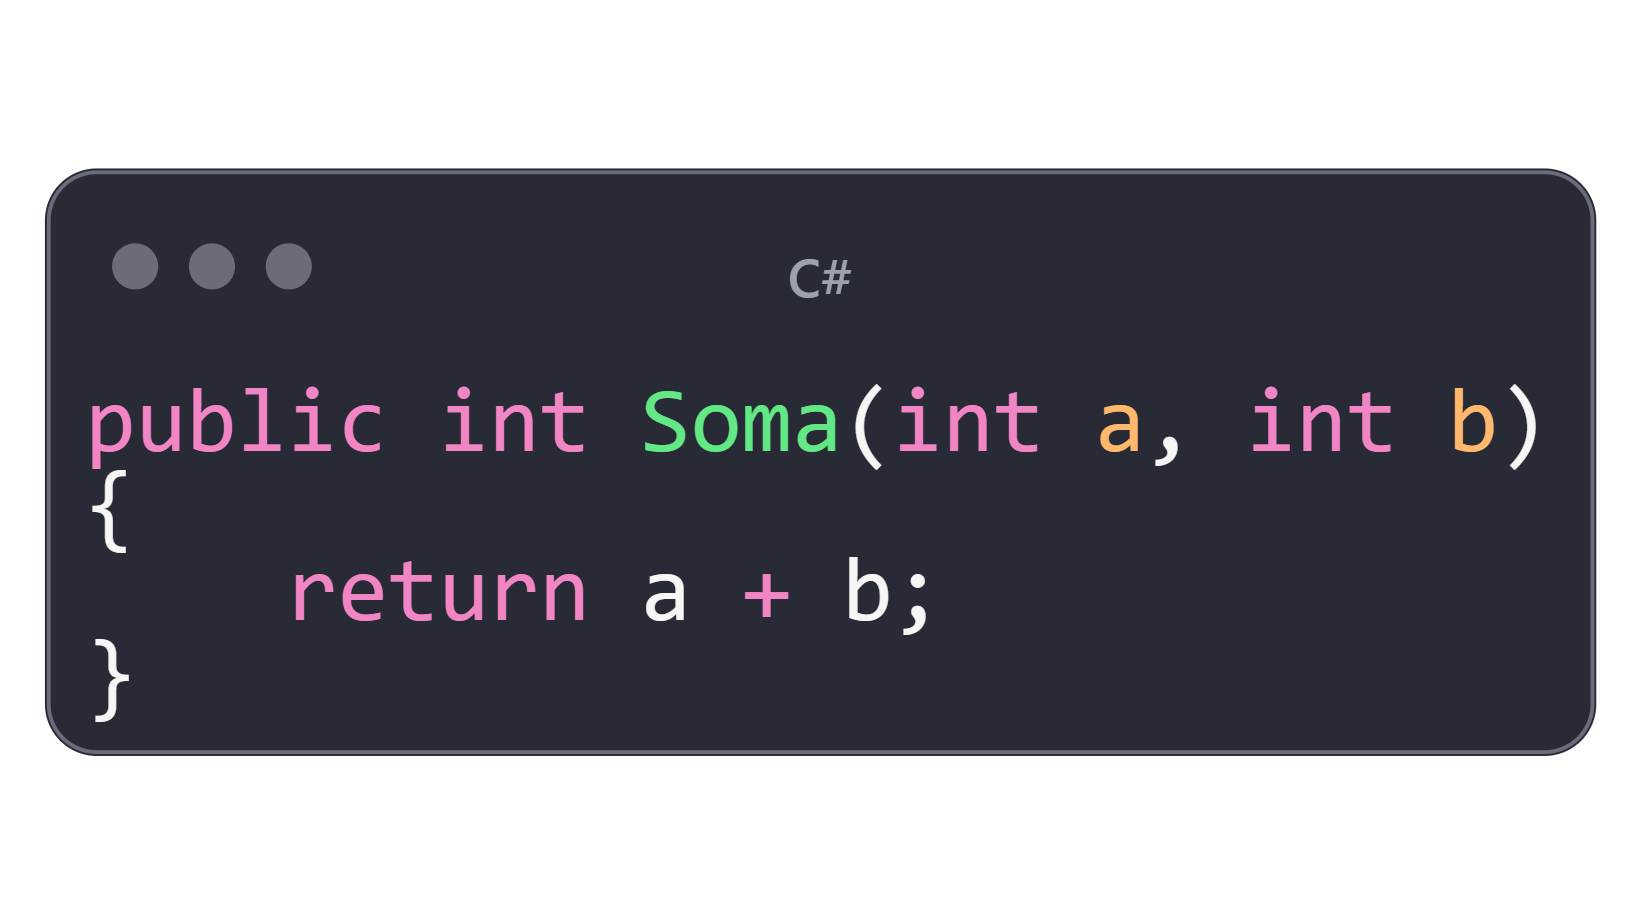 C#
public int Soma(int a, int b)
{
    return a + b;
}